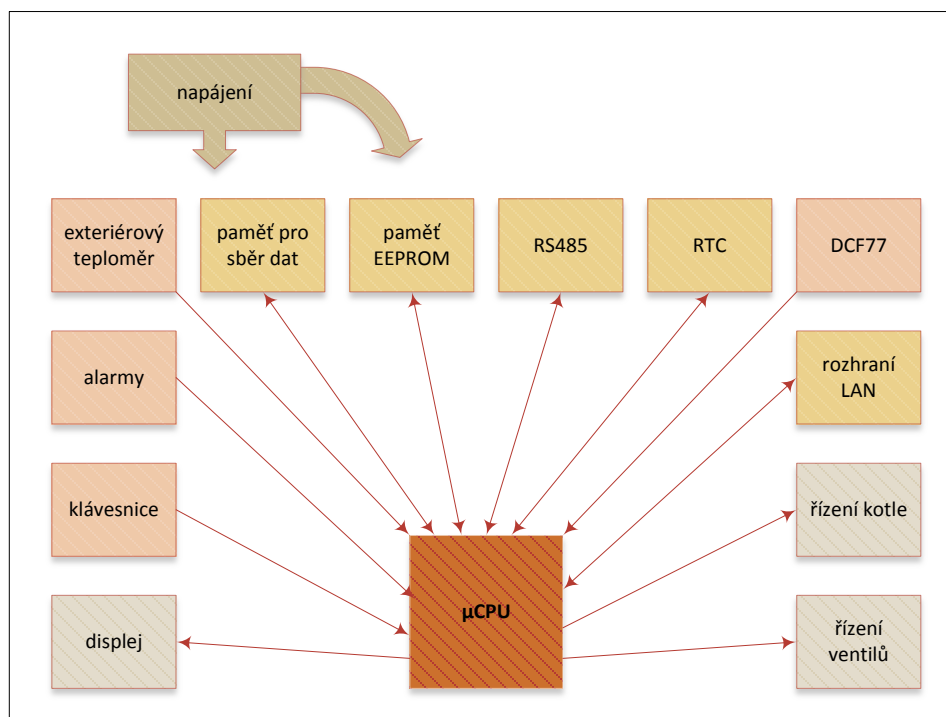 napájení
exteriérový
teploměr
paměť pro
sběr dat
paměť
EEPROM
RS485
RTC
DCF77
alarmy
rozhraní
LAN
klávesnice
řízení kotle
µCPU
displej
řízení
ventilů